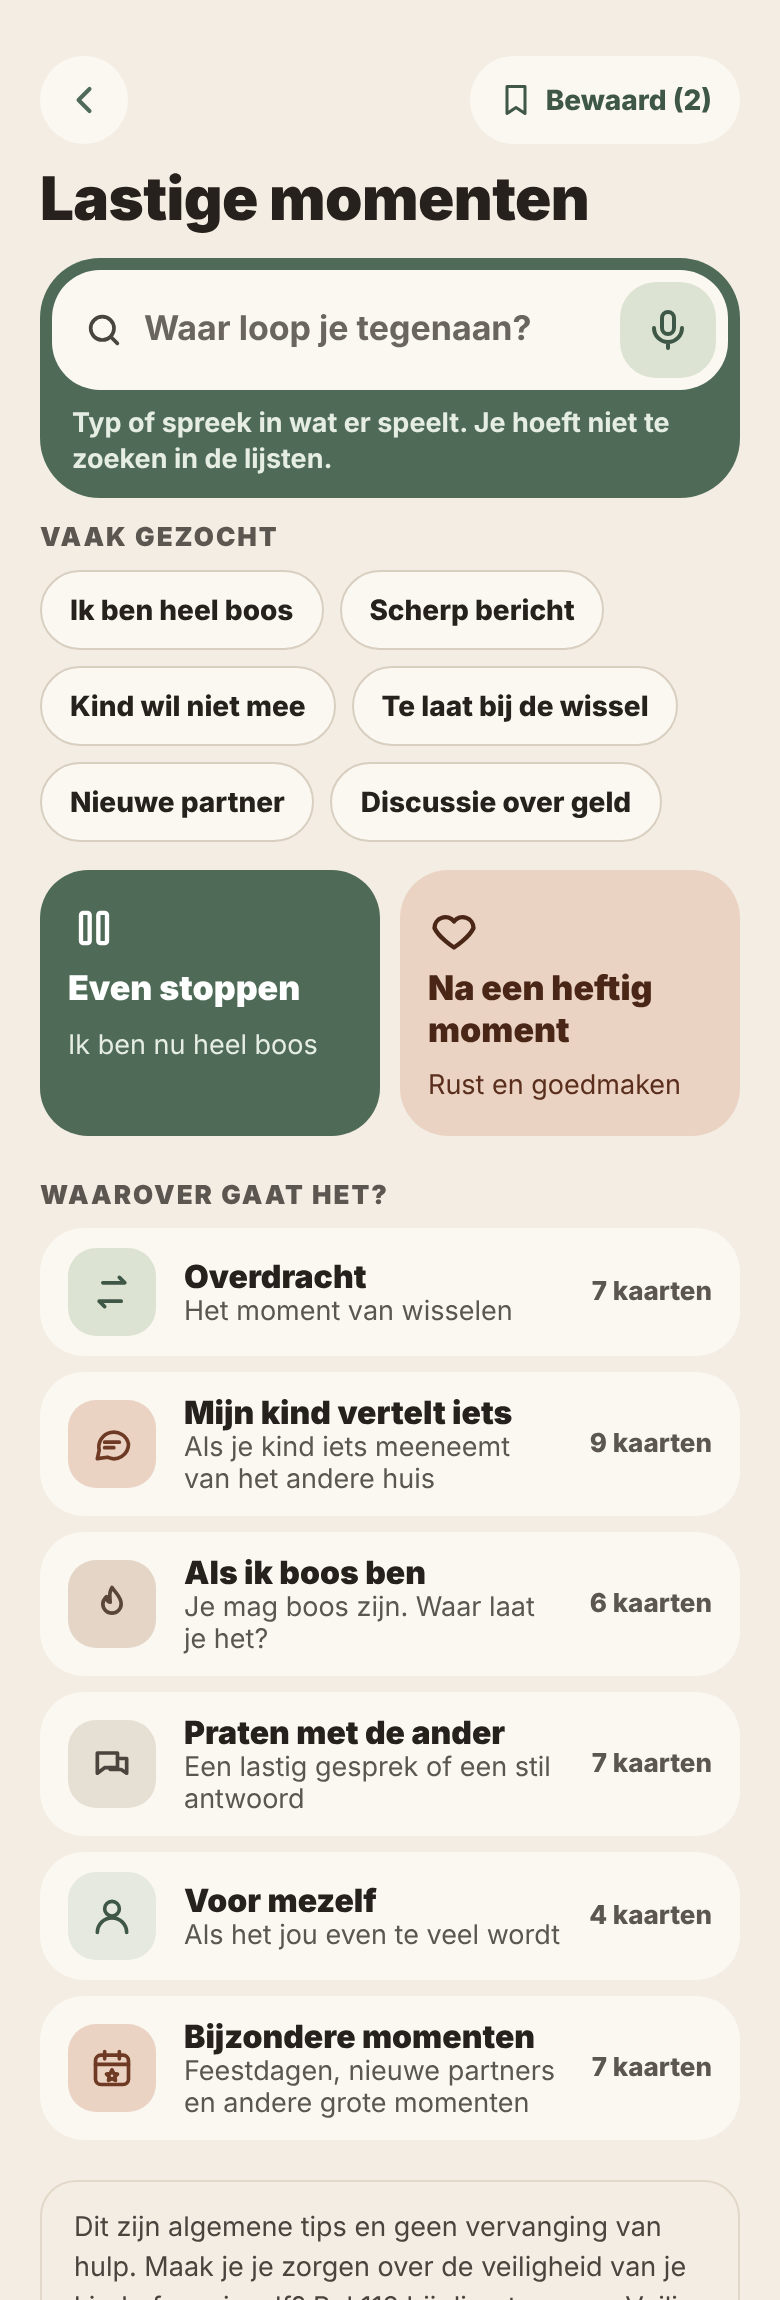 Bewaard (2)
Lastige momenten
Waar loop je tegenaan?
Typ of spreek in wat er speelt. Je hoeft niet te
zoeken in de lijsten.
VAAK GEZOCHT
Ik ben heel boos
Scherp bericht
Kind wil niet mee
Te laat bij de wissel
Nieuwe partner
Discussie over geld
Even stoppen
Ik ben nu heel boos
Na een heftig
moment
Rust en goedmaken
WAAROVER GAAT HET?
Overdracht
Het moment van wisselen
7 kaarten
Mijn kind vertelt iets
Als je kind iets meeneemt
van het andere huis
9 kaarten
Als ik boos ben
Je mag boos zijn. Waar laat
je het?
6 kaarten
Praten met de ander
Een lastig gesprek of een stil
antwoord
7 kaarten
Voor mezelf
Als het jou even te veel wordt
4 kaarten
Bijzondere momenten
Feestdagen, nieuwe partners
en andere grote momenten
7 kaarten
Dit zijn algemene tips en geen vervanging van
hulp. Maak je je zorgen over de veiligheid van je